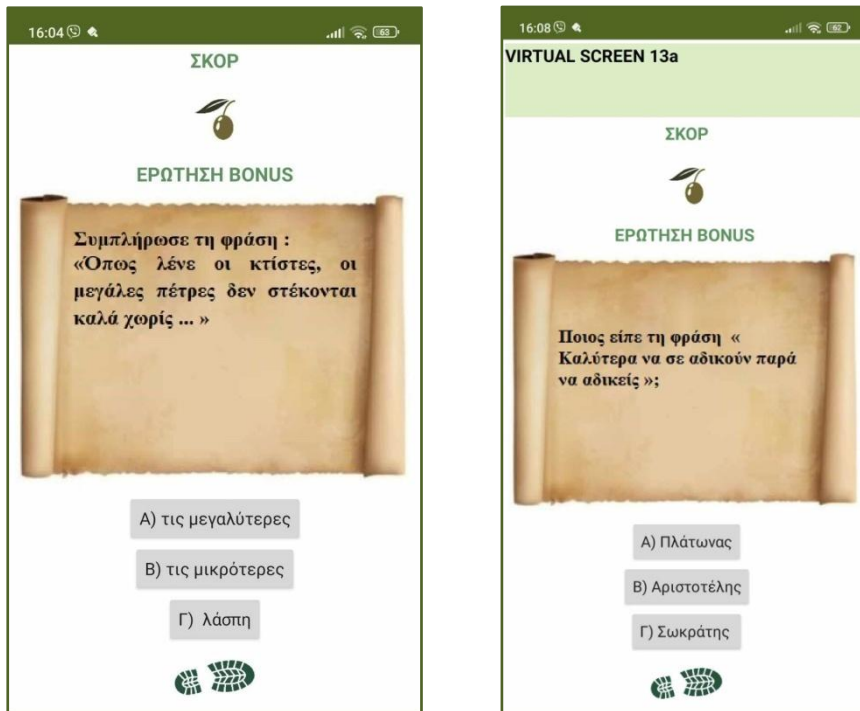 16:04
63
ΣΚΟΡ
ΕΡΩΤΗΣΗ BONUS
Συμπλήρωσε τη φράση :
«Όπως λένε οι κτίστες, οι
μεγάλες πέτρες δεν στέκονται
καλά χωρίς ... »
Α) τις μεγαλύτερες
Β) τις μικρότερες
Γ) λάσπη
16:08
62
VIRTUAL SCREEN 13a
ΣΚΟΡ
ΕΡΩΤΗΣΗ BONUS
Ποιος είπε τη φράση «
Καλύτερα να σε αδικούν παρά
να αδικείς »;
Α) Πλάτωνας
Β) Αριστοτέλης
Γ) Σωκράτης